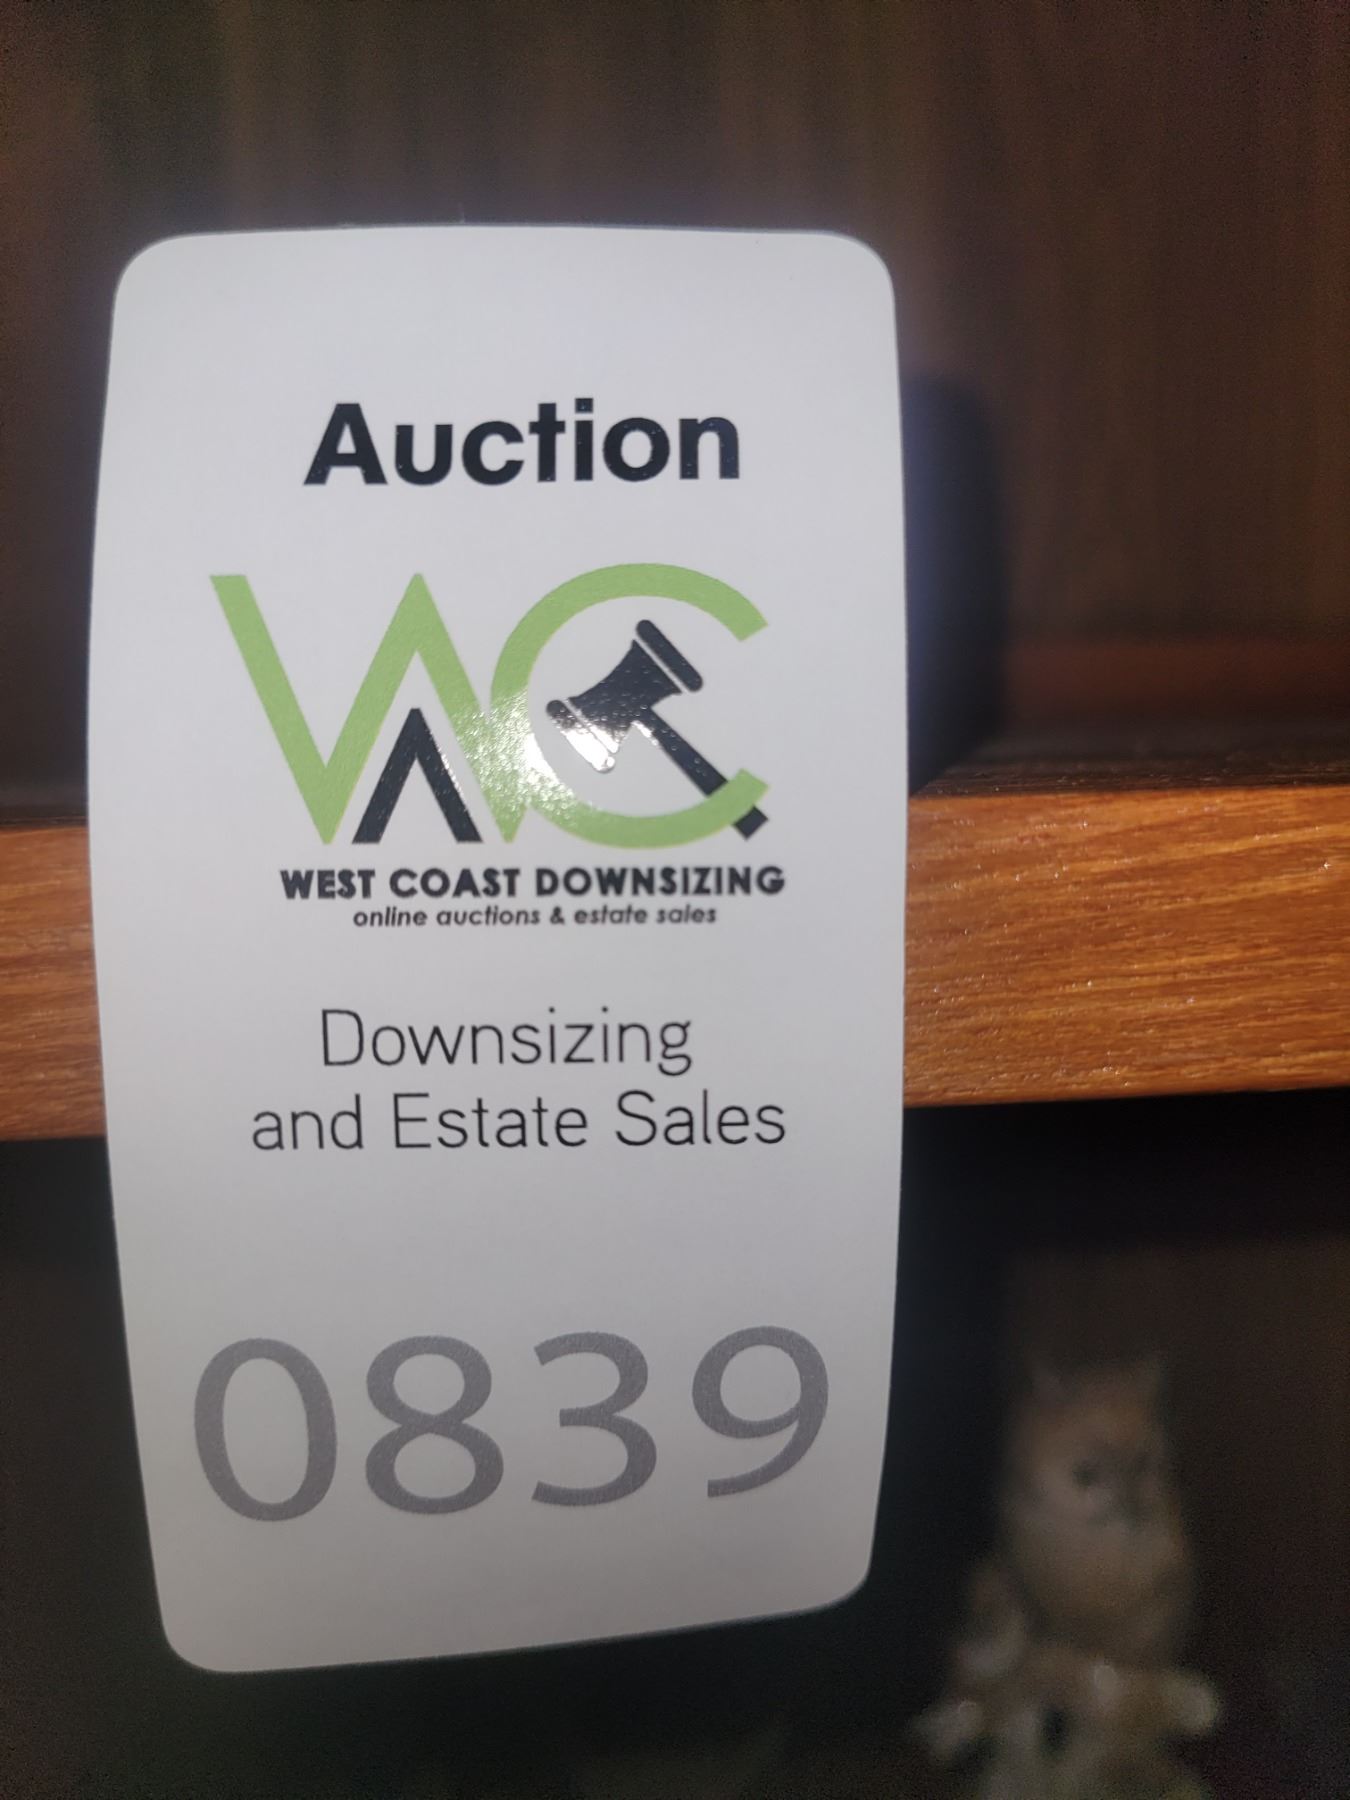 Auction
WC
WEST COAST DOWNSIZING
online auctions & estate sales
Downsizing
and Estate Sales
0839